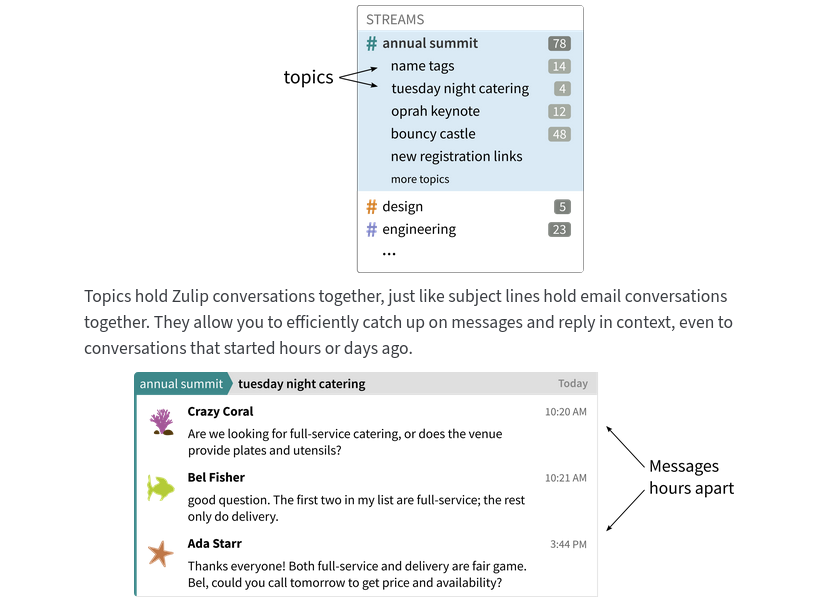 STREAMS
# annual summit 78
name tags 14
topics
tuesday night catering 4
oprah keynote 12
bouncy castle 48
new registration links
more topics
# design 5
# engineering 23
...
Topics hold Zulip conversations together, just like subject lines hold email conversations
together. They allow you to efficiently catch up on messages and reply in context, even to
conversations that started hours or days ago.
annual summit tuesday night catering Today
Crazy Coral 10:20 AM
Are we looking for full-service catering, or does the venue
provide plates and utensils?
Messages
hours apart
Bel Fisher 10:21 AM
good question. The first two in my list are full-service; the rest
only do delivery.
Ada Starr 3:44 PM
Thanks everyone! Both full-service and delivery are fair game.
Bel, could you call tomorrow to get price and availability?